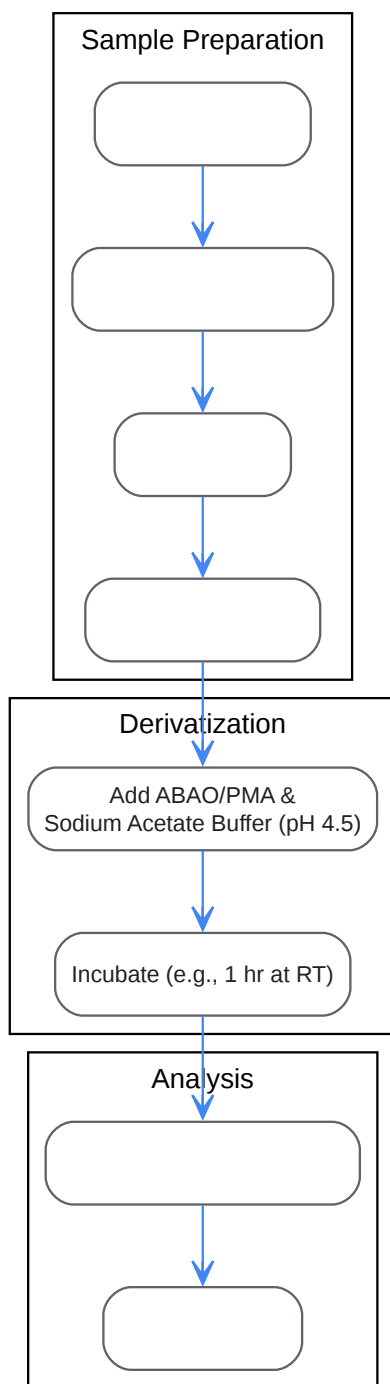 Sample Preparation
Derivatization
Add ABAO/PMA &
Sodium Acetate Buffer (pH 4.5)
Incubate (e.g., 1 hr at RT)
Analysis